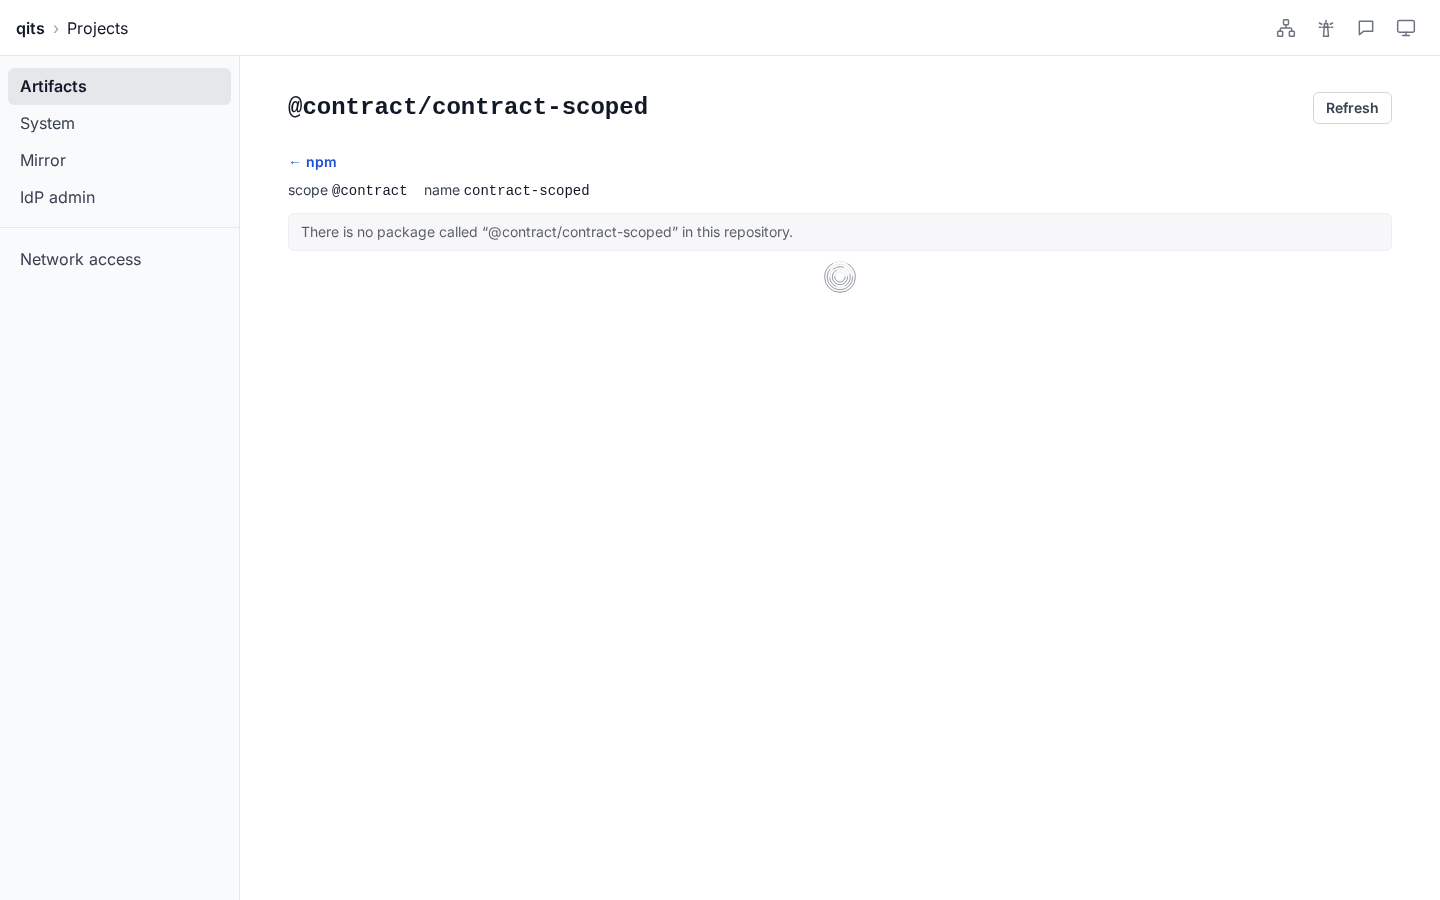 qits › Projects
Artifacts
System
Mirror
IdP admin
Network access
@contract/contract-scoped
Refresh
← npm
scope @contract name contract-scoped
There is no package called “@contract/contract-scoped” in this repository.